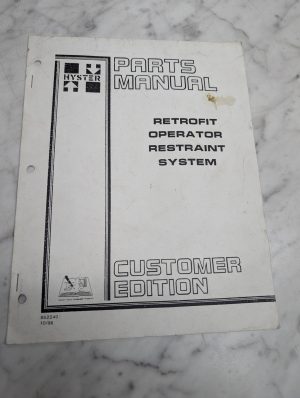 HYSTER
PARTS
MANUAL
RETROFIT
OPERATOR
RESTRAINT
SYSTEM
CUSTOMER
EDITION